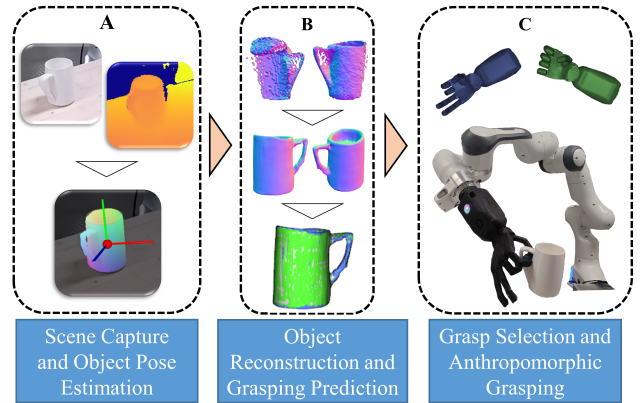 A
B
C
Scene Capture
and Object Pose
Estimation
Object
Reconstruction and
Grasping Prediction
Grasp Selection and
Anthropomorphic
Grasping